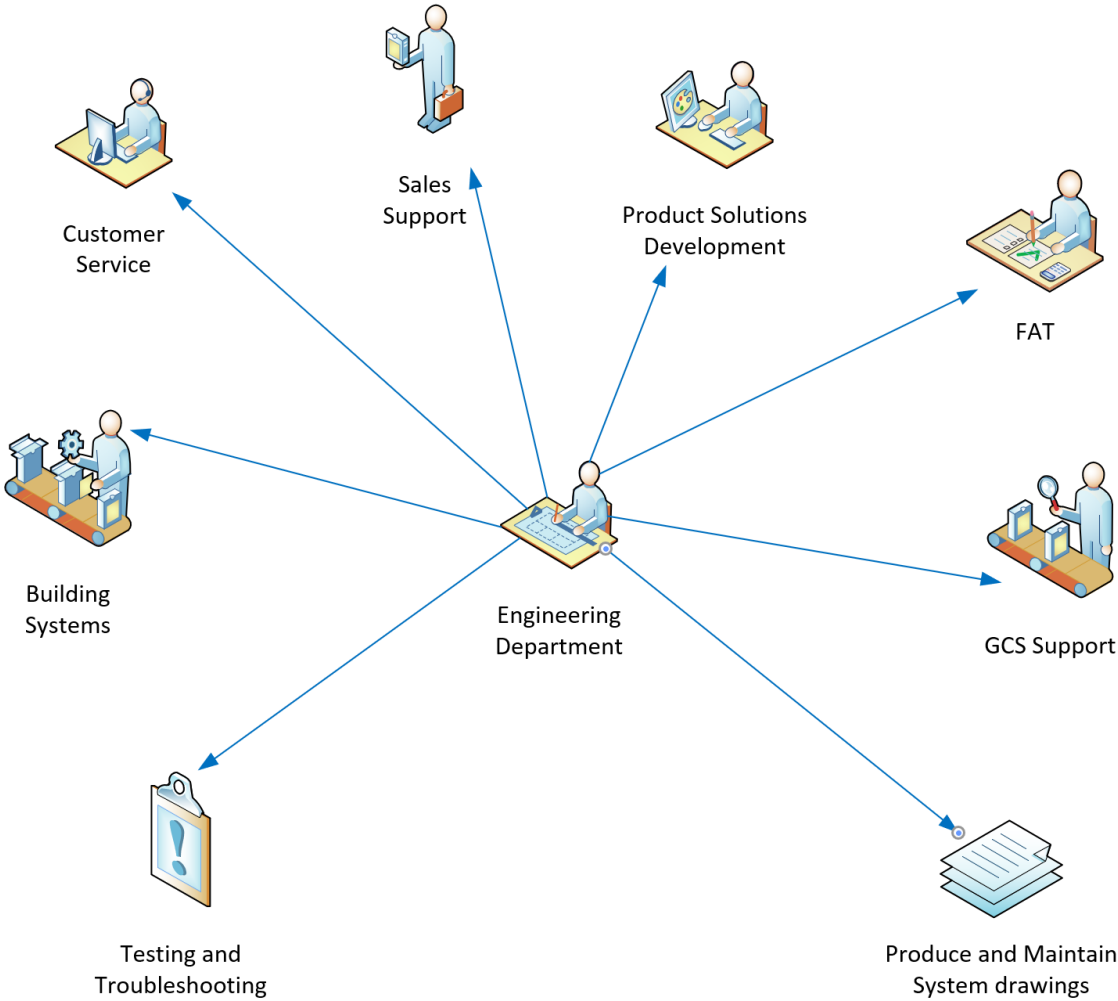 Sales
Support
Customer
Service
Product Solutions
Development
FAT
Building
Systems
Engineering
Department
GCS Support
Testing and
Troubleshooting
Produce and Maintain
System drawings